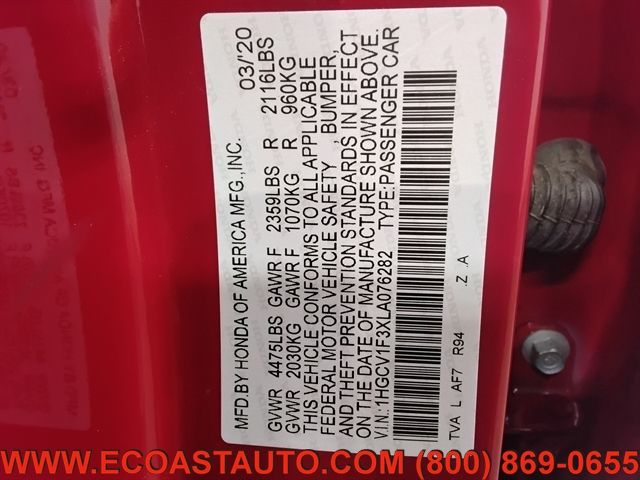 MFD.BY HONDA OF AMERICA MFG.,INC. 03/'20
GVWR 4475LBS GAWR F 2359LBS R 2116LBS
GVWR 2030KG GAWR F 1070KG R 960KG
THIS VEHICLE CONFORMS TO ALL APPLICABLE
FEDERAL MOTOR VEHICLE SAFETY, BUMPER,
AND THEFT PREVENTION STANDARDS IN EFFECT
ON THE DATE OF MANUFACTURE SHOWN ABOVE.
V.I.N.:1HGCV1F3XLA076282 TYPE:PASSENGER CAR
TVA L AF7 R94 .Z .A
WWW.ECOASTAUTO.COM (800) 869-0655